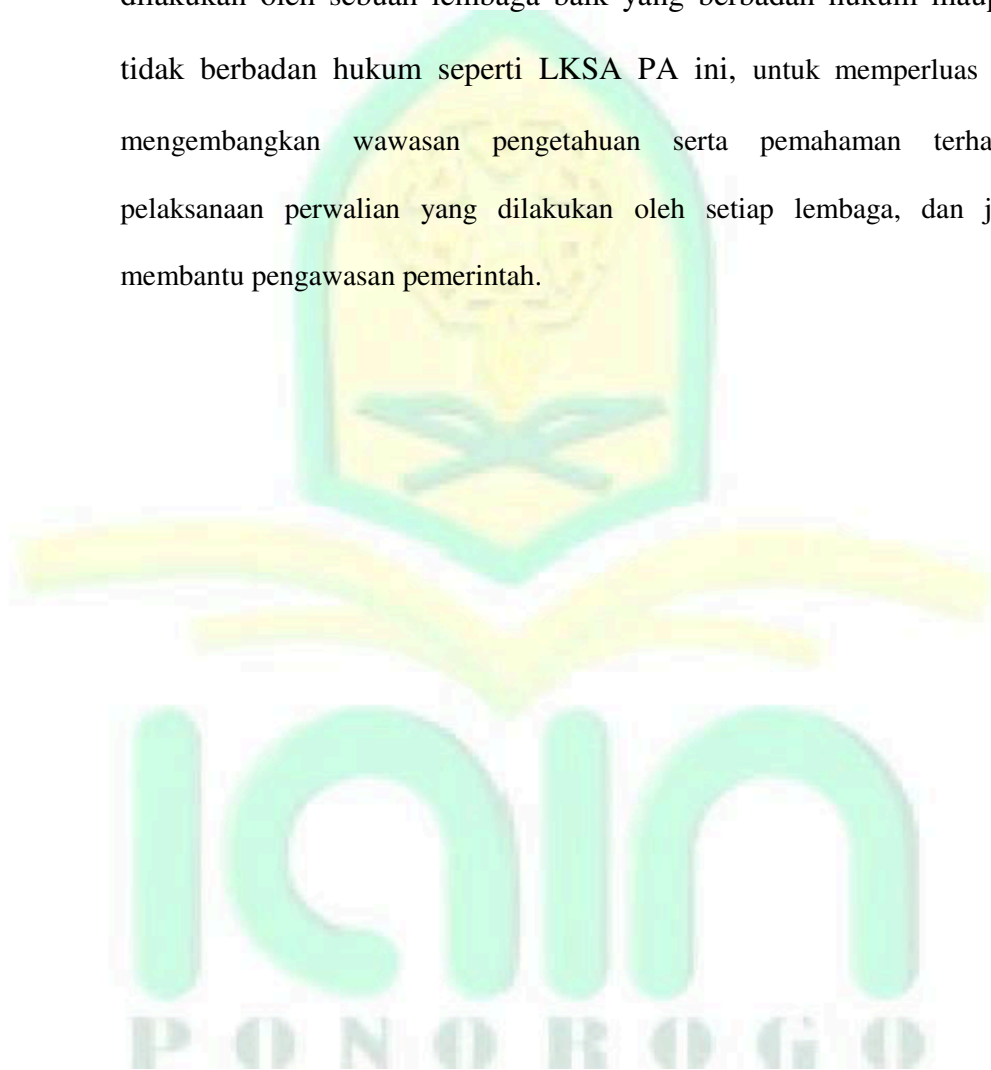 dilakukan oleh sebuah lembaga baik yang berbadan hukum
tidak berbadan hukum seperti LKSA PA ini, untuk memperluas
mengembangkan wawasan pengetahuan serta pemahaman
pelaksanaan perwalian yang dilakukan oleh setiap lembaga, dan
membantu pengawasan pemerintah.
IAIN
PONOROGO